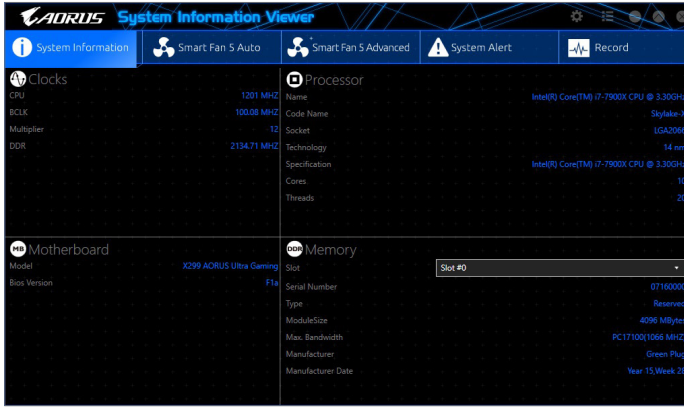 AORUS System Information Viewer
System Information
Smart Fan 5 Auto
Smart Fan 5 Advanced
System Alert
Record
Clocks
CPU 1201 MHZ
BCLK 100.08 MHZ
Multiplier 12
DDR 2134.71 MHZ
Processor
Name Intel(R) Core(TM) i7-7900X CPU @ 3.30GHz
Code Name Skylake-X
Socket LGA2066
Technology 14 nm
Specification Intel(R) Core(TM) i7-7900X CPU @ 3.30GHz
Cores 10
Threads 20
MB Motherboard
Model X299 AORUS Ultra Gaming
Bios Version F1a
DDR Memory
Slot Slot #0
Serial Number 07160000
Type Reserved
ModuleSize 4096 MBytes
Max. Bandwidth PC17100(1066 MHZ)
Manufacturer Green Plug
Manufacturer Date Year 15,Week 28